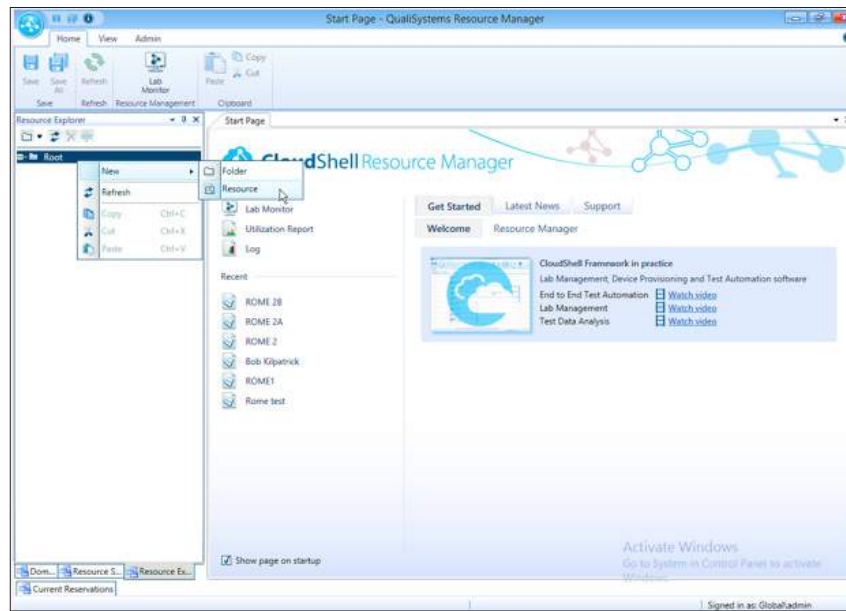 Start Page - QualiSystems Resource Manager
Home View Admin
Save
Save All
Refresh
Lab Monitor
Paste
Copy
Cut
Save Refresh Resource Management Clipboard
Resource Explorer
Start Page
Root
New
Refresh
Copy Ctrl+C
Cut Ctrl+X
Paste Ctrl+V
Folder
Resource
CloudShell Resource Manager
Lab Monitor
Utilization Report
Log
Recent
ROME 2B
ROME 2A
ROME 2
Bob Kilpatrick
ROME1
Rome test
Get Started Latest News Support
Welcome Resource Manager
CloudShell Framework in practice
Lab Management, Device Provisioning and Test Automation software
End to End Test Automation Watch video
Lab Management Watch video
Test Data Analysis Watch video
Show page on startup
Activate Windows
Go to System in Control Panel to activate
Windows.
Dom... Resource S... Resource Ex...
Current Reservations
Signed in as: Global\admin